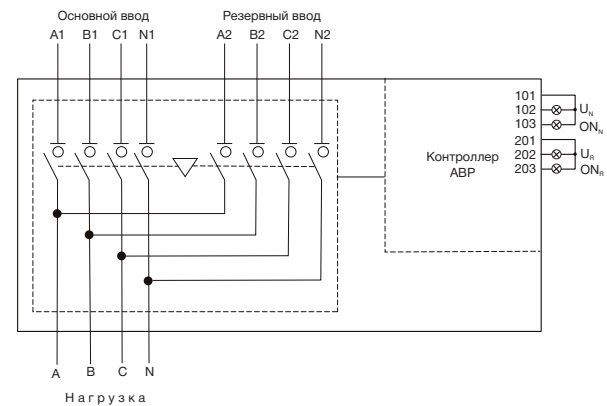 Основной ввод Резервный ввод
A1 B1 C1 N1 A2 B2 C2 N2
101
102 U_N
103 ON_N
201
Контроллер 202 U_R
АВР 203 ON_R
A B C N
Нагрузка